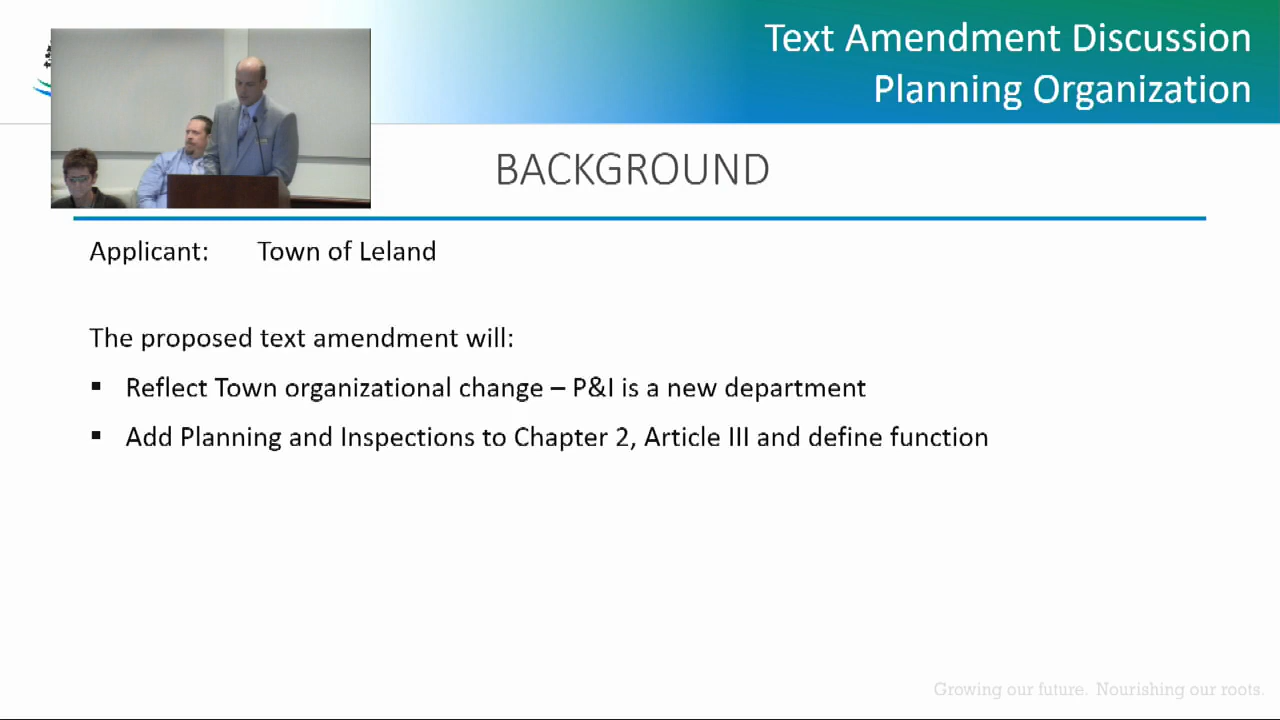 Text Amendment Discussion
Planning Organization
BACKGROUND
Applicant: Town of Leland
The proposed text amendment will:
▪ Reflect Town organizational change – P&I is a new department
▪ Add Planning and Inspections to Chapter 2, Article III and define function
Growing our future. Nourishing our roots.